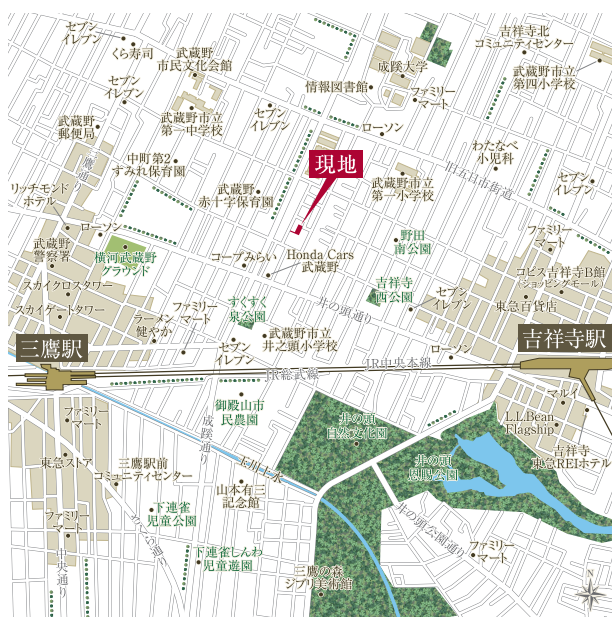 セブン
イレブン
くら寿司
武蔵野
市民文化会館
吉祥寺北
コミュニティセンター
成蹊大学
情報図書館
武蔵野市立
第四小学校
ファミリー
マート
セブン
イレブン
武蔵野
郵便局
武蔵野市立
第一中学校
セブン
イレブン
ローソン
わたなべ
小児科
旧五日市街道
中町第2
すみれ保育園
現地
武蔵野市立
第一小学校
セブン
イレブン
リッチモンド
ホテル
武蔵野
赤十字保育園
ローソン
武蔵野
警察署
横河武蔵野
グラウンド
コープみらい
Honda Cars
武蔵野
野田
南公園
ファミリー
マート
コピス吉祥寺B館
(ショッピングモール)
スカイクロスタワー
スカイゲートタワー
ラーメン
健やか
ファミリー
マート
すくすく
泉公園
井の頭通り
吉祥寺
西公園
セブン
イレブン
東急百貨店
武蔵野市立
井之頭小学校
セブン
イレブン
ローソン
三鷹駅
吉祥寺駅
JR総武線
JR中央本線
マルイ
L.L.Bean
Flagship
吉祥寺
東急REIホテル
ファミリー
マート
御殿山市
民農園
成蹊通り
井の頭
自然文化園
井の頭
恩賜公園
東急ストア
三鷹駅前
コミュニティセンター
玉川上水
山本有三
記念館
下連雀
児童公園
ファミリー
マート
中央通り
さくら通り
下連雀しんわ
児童遊園
三鷹の森
ジブリ美術館
井の頭公園通り
ファミリー
マート
N